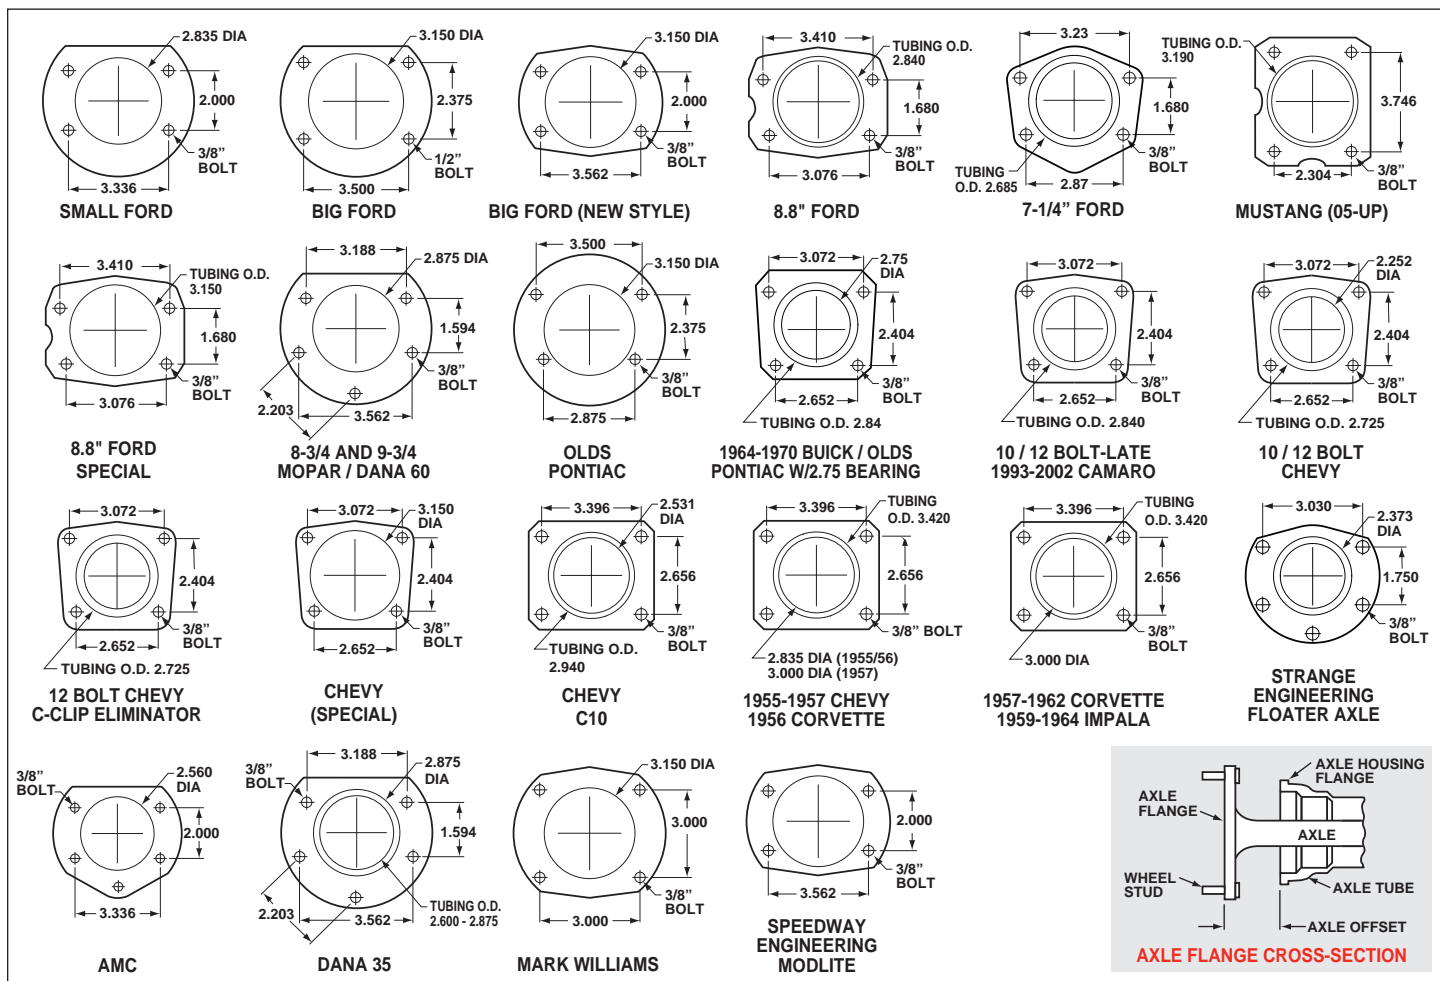 2.835 DIA
2.000
3/8”
BOLT
3.336
SMALL FORD
3.150 DIA
2.375
1/2”
BOLT
3.500
BIG FORD
3.150 DIA
2.000
3/8”
BOLT
3.562
BIG FORD (NEW STYLE)
3.410
TUBING O.D.
2.840
1.680
3/8”
BOLT
3.076
8.8" FORD
3.23
1.680
3/8”
BOLT
TUBING
O.D. 2.685
2.87
7-1/4” FORD
TUBING O.D.
3.190
3.746
3/8”
BOLT
2.304
MUSTANG (05-UP)
3.410
TUBING O.D.
3.150
1.680
3/8”
BOLT
3.076
8.8" FORD
SPECIAL
3.188
2.875 DIA
1.594
3/8”
BOLT
2.203
3.562
8-3/4 AND 9-3/4
MOPAR / DANA 60
3.500
3.150 DIA
2.375
3/8”
BOLT
2.875
OLDS
PONTIAC
3.072
2.75
DIA
2.404
3/8”
BOLT
2.652
TUBING O.D. 2.84
1964-1970 BUICK / OLDS
PONTIAC W/2.75 BEARING
3.072
2.404
3/8”
BOLT
2.652
TUBING O.D. 2.840
10 / 12 BOLT-LATE
1993-2002 CAMARO
3.072
2.252
DIA
2.404
3/8”
BOLT
2.652
TUBING O.D. 2.725
10 / 12 BOLT
CHEVY
3.072
2.404
3/8”
BOLT
2.652
TUBING O.D. 2.725
12 BOLT CHEVY
C-CLIP ELIMINATOR
3.072
3.150
DIA
2.404
3/8”
BOLT
2.652
CHEVY
(SPECIAL)
3.396
2.531
DIA
2.656
3/8”
BOLT
TUBING O.D.
2.940
CHEVY
C10
3.396
TUBING
O.D. 3.420
2.656
3/8” BOLT
2.835 DIA (1955/56)
3.000 DIA (1957)
1955-1957 CHEVY
1956 CORVETTE
3.396
TUBING
O.D. 3.420
2.656
3/8”
BOLT
3.000 DIA
1957-1962 CORVETTE
1959-1964 IMPALA
3.030
2.373
DIA
1.750
3/8”
BOLT
STRANGE
ENGINEERING
FLOATER AXLE
3/8”
BOLT
2.560
DIA
2.000
3.336
AMC
3.188
3/8”
BOLT
2.875
DIA
1.594
2.203
3.562
TUBING O.D.
2.600 - 2.875
DANA 35
3.150 DIA
3.000
3/8”
BOLT
3.000
MARK WILLIAMS
2.000
3/8”
BOLT
3.562
SPEEDWAY
ENGINEERING
MODLITE
AXLE HOUSING
FLANGE
AXLE
FLANGE
AXLE
WHEEL
STUD
AXLE TUBE
AXLE OFFSET
AXLE FLANGE CROSS-SECTION